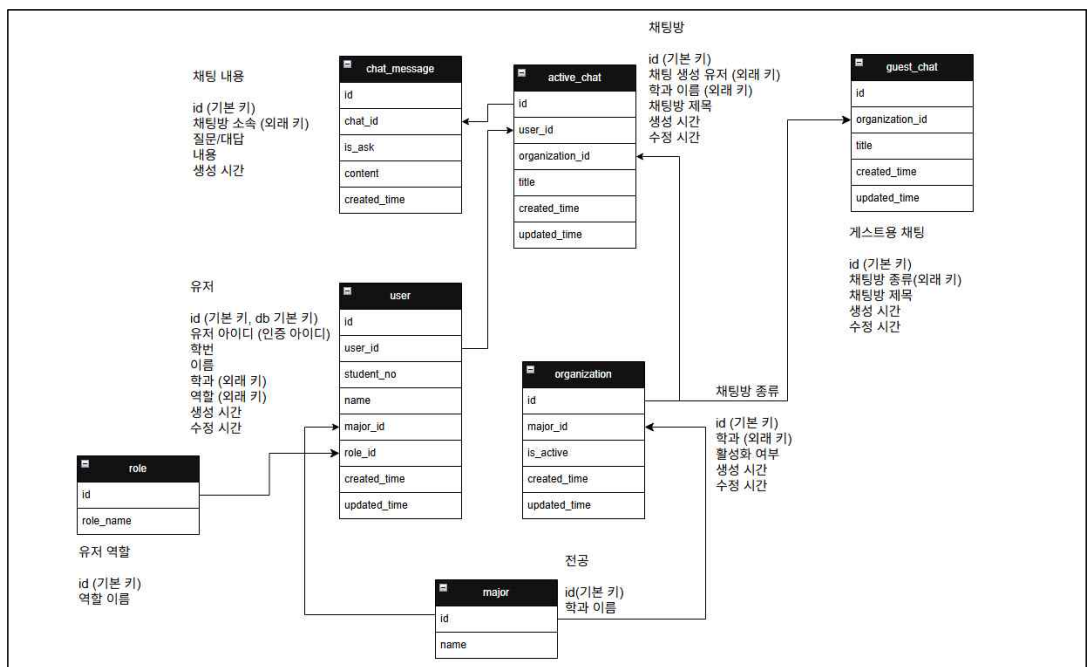 채팅 내용
id (기본 키)
채팅방 소속 (외래 키)
질문/대답
내용
생성 시간
chat_message
id
chat_id
is_ask
content
created_time
active_chat
id
user_id
organization_id
title
created_time
updated_time
채팅방
id (기본 키)
채팅 생성 유저 (외래 키)
학과 이름 (외래 키)
채팅방 제목
생성 시간
수정 시간
guest_chat
id
organization_id
title
created_time
updated_time
게스트용 채팅
id (기본 키)
채팅방 종류(외래 키)
채팅방 제목
생성 시간
수정 시간
유저
id (기본 키, db 기본 키)
유저 아이디 (인증 아이디)
학번
이름
학과 (외래 키)
역할 (외래 키)
생성 시간
수정 시간
user
id
user_id
student_no
name
major_id
role_id
created_time
updated_time
organization
id
major_id
is_active
created_time
updated_time
채팅방 종류
id (기본 키)
학과 (외래 키)
활성화 여부
생성 시간
수정 시간
role
id
role_name
유저 역할
id (기본 키)
역할 이름
major
id
name
전공
id(기본 키)
학과 이름